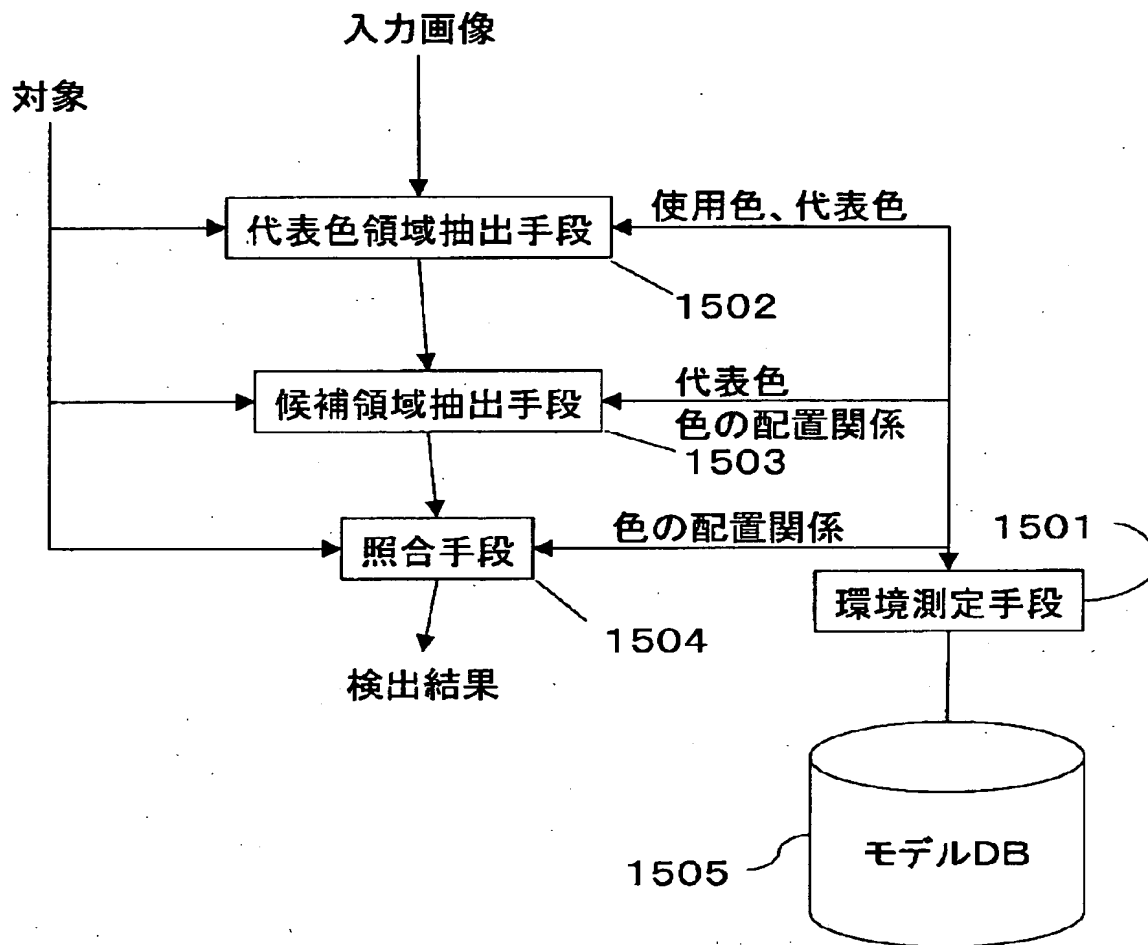 入力画像
対象
代表色領域抽出手段
使用色、代表色
1502
候補領域抽出手段
代表色
色の配置関係
1503
照合手段
色の配置関係
1501
1504
環境測定手段
検出結果
モデルDB
1505